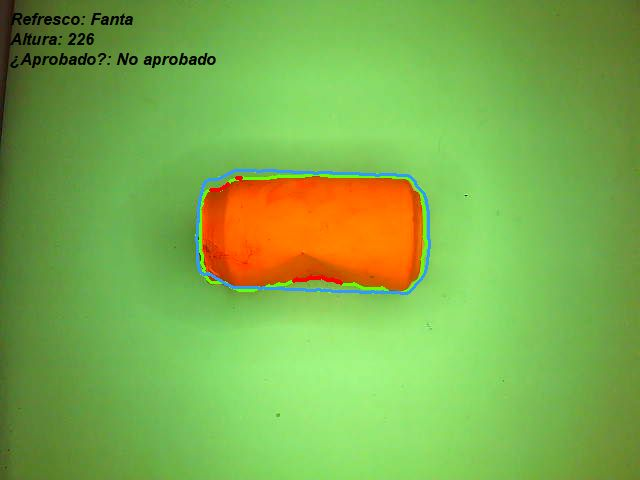 Refresco: Fanta
Altura: 226
¿Aprobado?: No aprobado